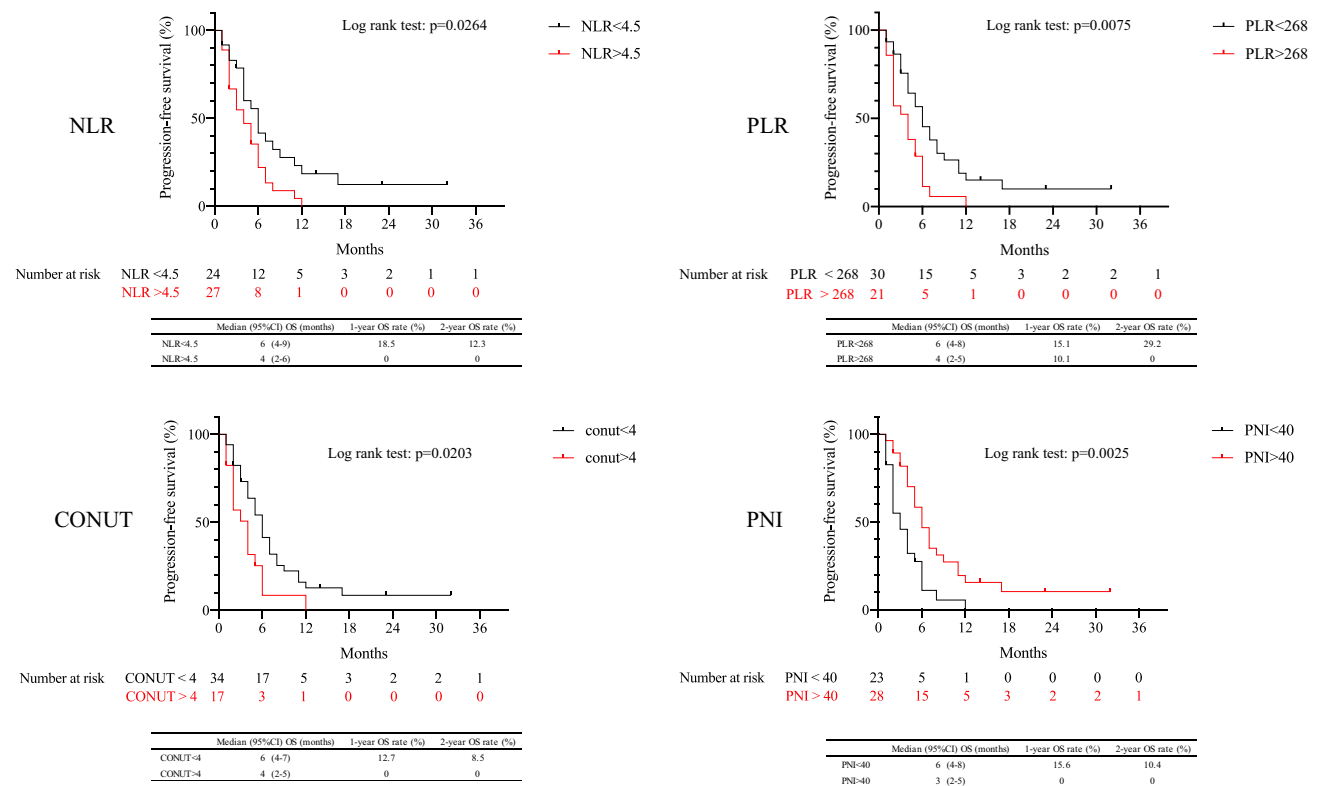 Log rank test: p=0.0264
NLR<4.5
NLR>4.5
Progression-free survival (%)
100
50
0
NLR
0 6 12 18 24 30 36
Months
Number at risk NLR <4.5 24 12 5 3 2 1 1
NLR >4.5 27 8 1 0 0 0 0
Median (95%CI) OS (months) 1-year OS rate (%) 2-year OS rate (%)
NLR<4.5 6 (4-9) 18.5 12.3
NLR>4.5 4 (2-6) 0 0
Log rank test: p=0.0075
PLR<268
PLR>268
Progression-free survival (%)
100
50
0
PLR
0 6 12 18 24 30 36
Months
Number at risk PLR < 268 30 15 5 3 2 2 1
PLR > 268 21 5 1 0 0 0 0
Median (95%CI) OS (months) 1-year OS rate (%) 2-year OS rate (%)
PLR<268 6 (4-8) 15.1 29.2
PLR>268 4 (2-5) 10.1 0
Log rank test: p=0.0203
conut<4
conut>4
Progression-free survival (%)
100
50
0
CONUT
0 6 12 18 24 30 36
Months
Number at risk CONUT < 4 34 17 5 3 2 2 1
CONUT > 4 17 3 1 0 0 0 0
Median (95%CI) OS (months) 1-year OS rate (%) 2-year OS rate (%)
CONUT<4 6 (4-7) 12.7 8.5
CONUT>4 4 (2-5) 0 0
Log rank test: p=0.0025
PNI<40
PNI>40
Progression-free survival (%)
100
50
0
PNI
0 6 12 18 24 30 36
Months
Number at risk PNI < 40 23 5 1 0 0 0 0
PNI > 40 28 15 5 3 2 2 1
Median (95%CI) OS (months) 1-year OS rate (%) 2-year OS rate (%)
PNI<40 6 (4-8) 15.6 10.4
PNI>40 3 (2-5) 0 0